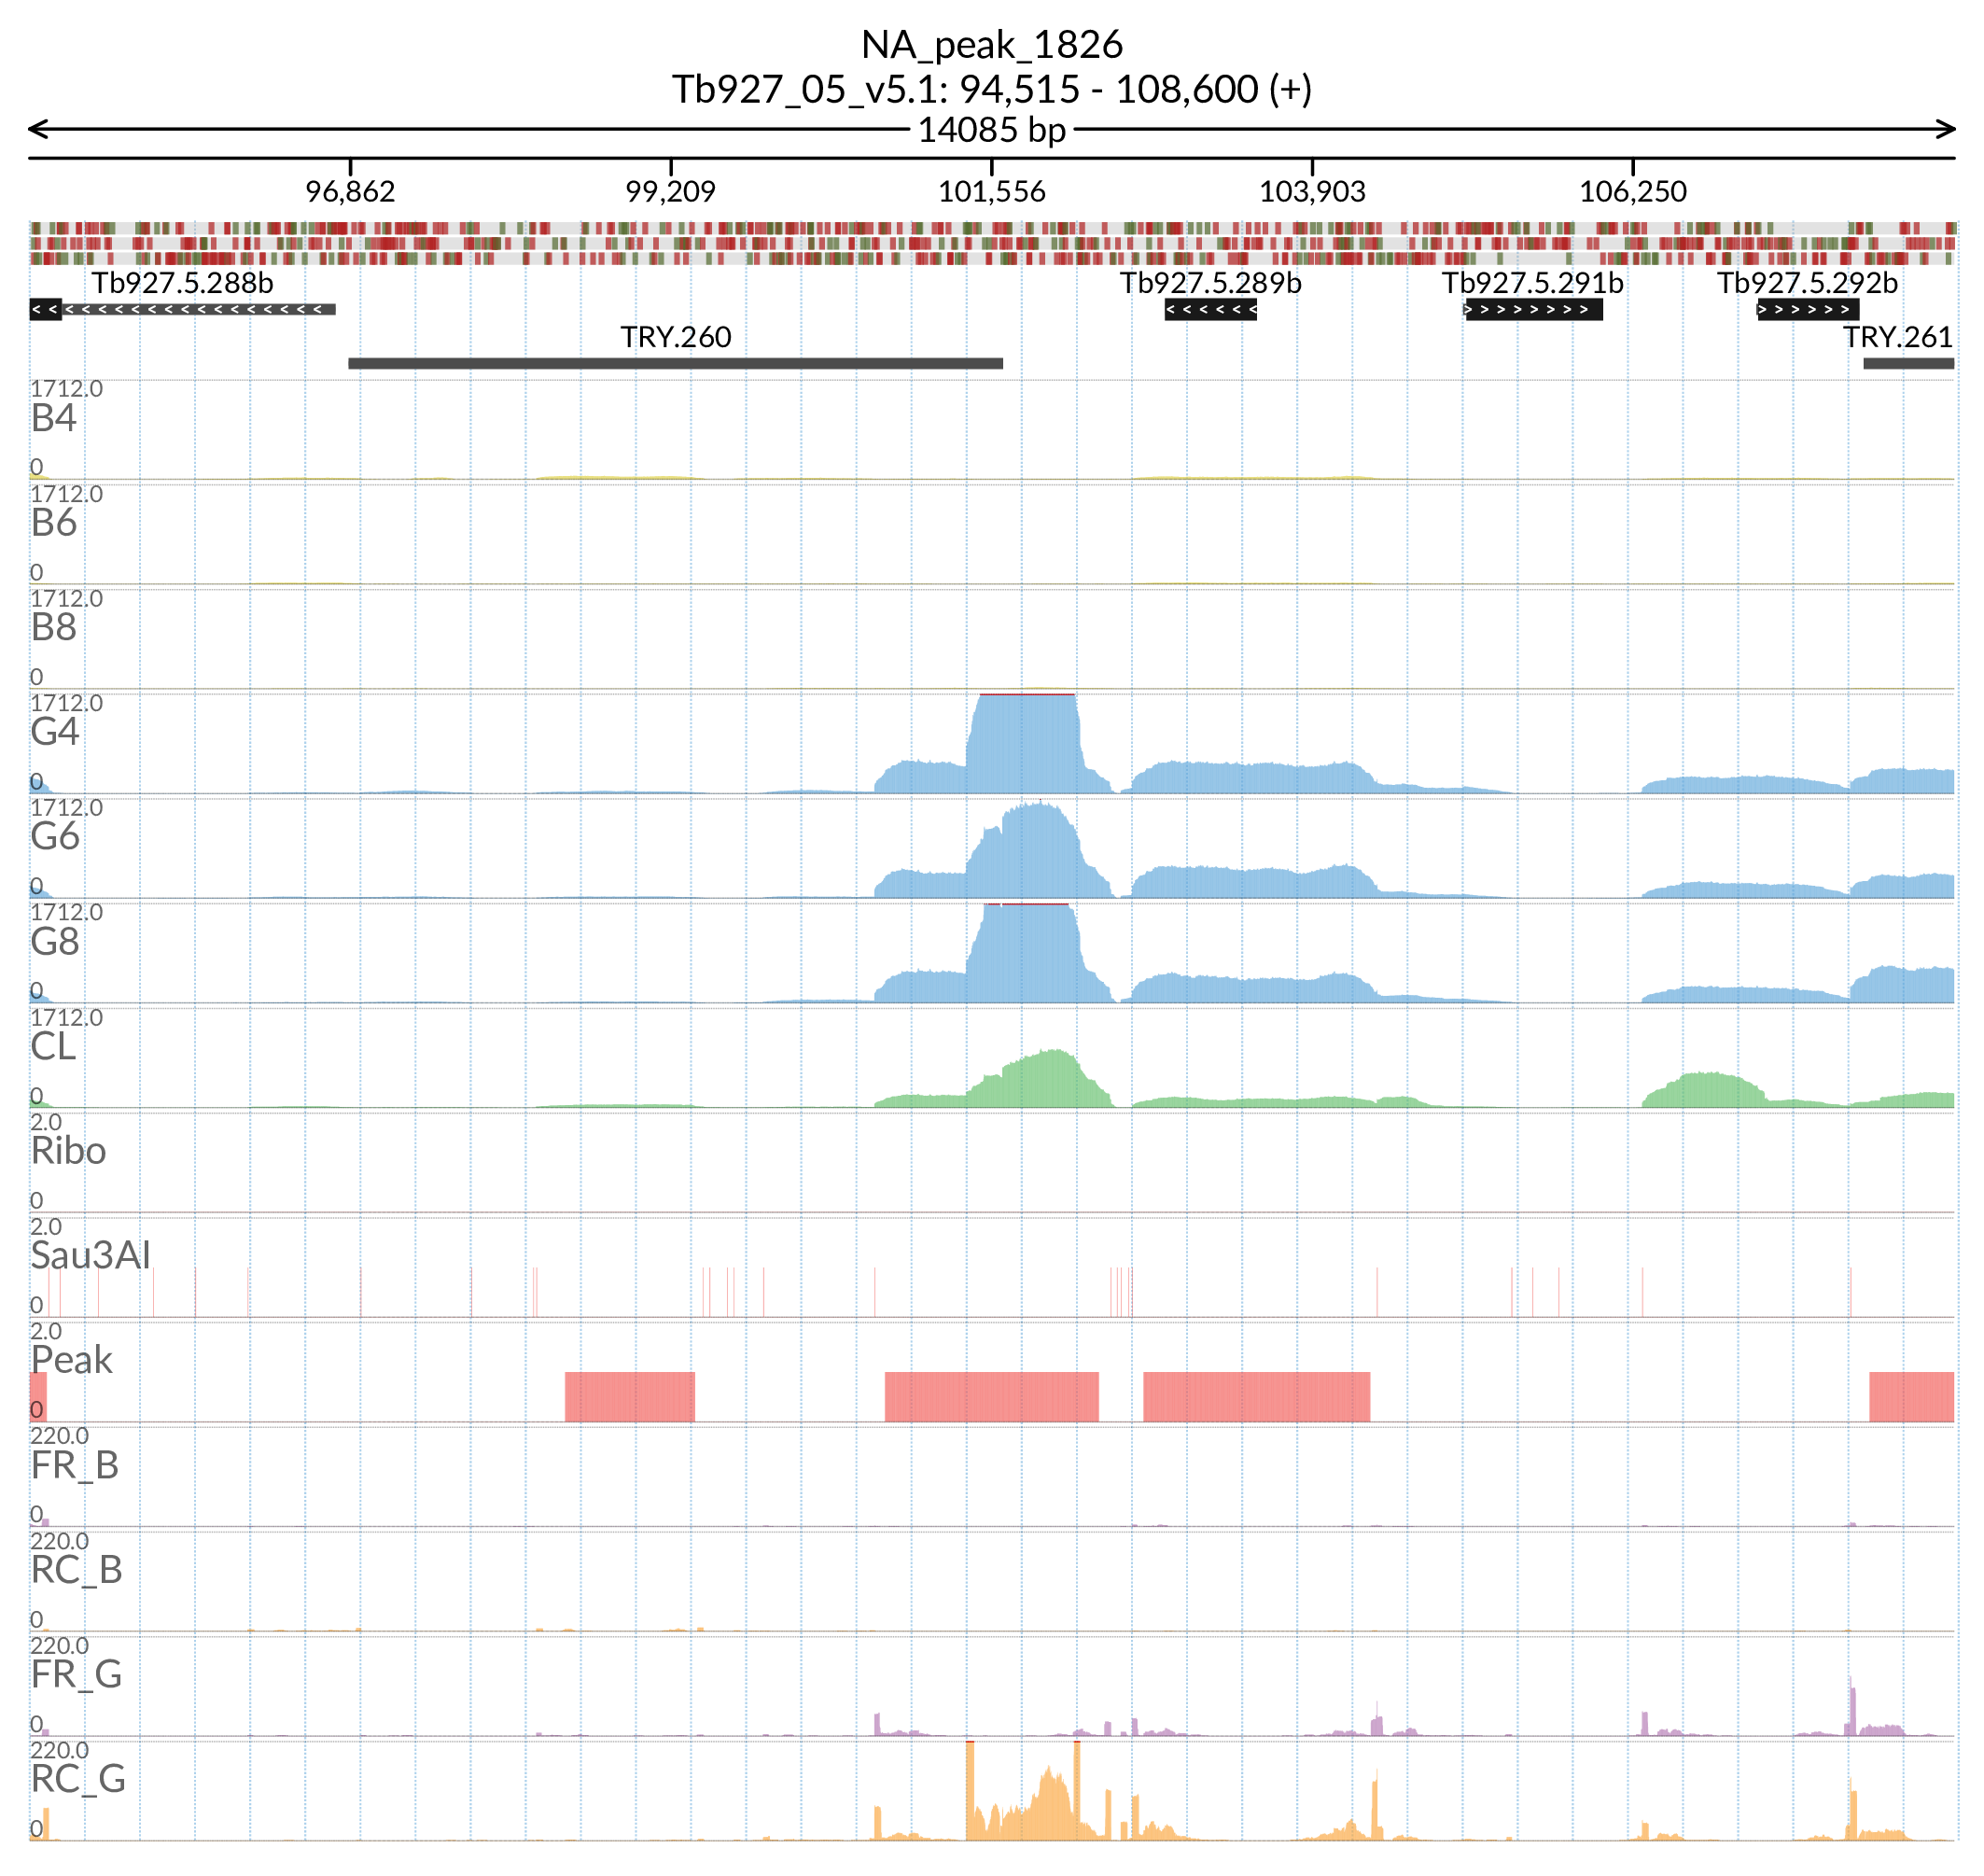 NA_peak_1826
Tb927_05_v5.1: 94,515 - 108,600 (+)
14085 bp
96,862 99,209 101,556 103,903 106,250
Tb927.5.288b Tb927.5.289b Tb927.5.291b Tb927.5.292b
TRY.260 TRY.261
1712.0
B4
0
1712.0
B6
0
1712.0
B8
0
1712.0
G4
0
1712.0
G6
0
1712.0
G8
0
1712.0
CL
0
2.0
Ribo
0
2.0
Sau3AI
0
2.0
Peak
0
220.0
FR_B
0
220.0
RC_B
0
220.0
FR_G
0
220.0
RC_G
0